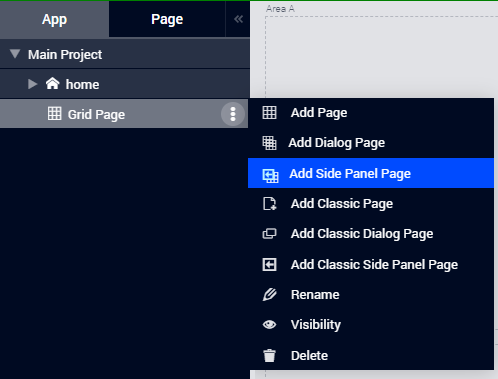 App
Page
«
Area A
Main Project
home
Grid Page
Add Page
Add Dialog Page
Add Side Panel Page
Add Classic Page
Add Classic Dialog Page
Add Classic Side Panel Page
Rename
Visibility
Delete